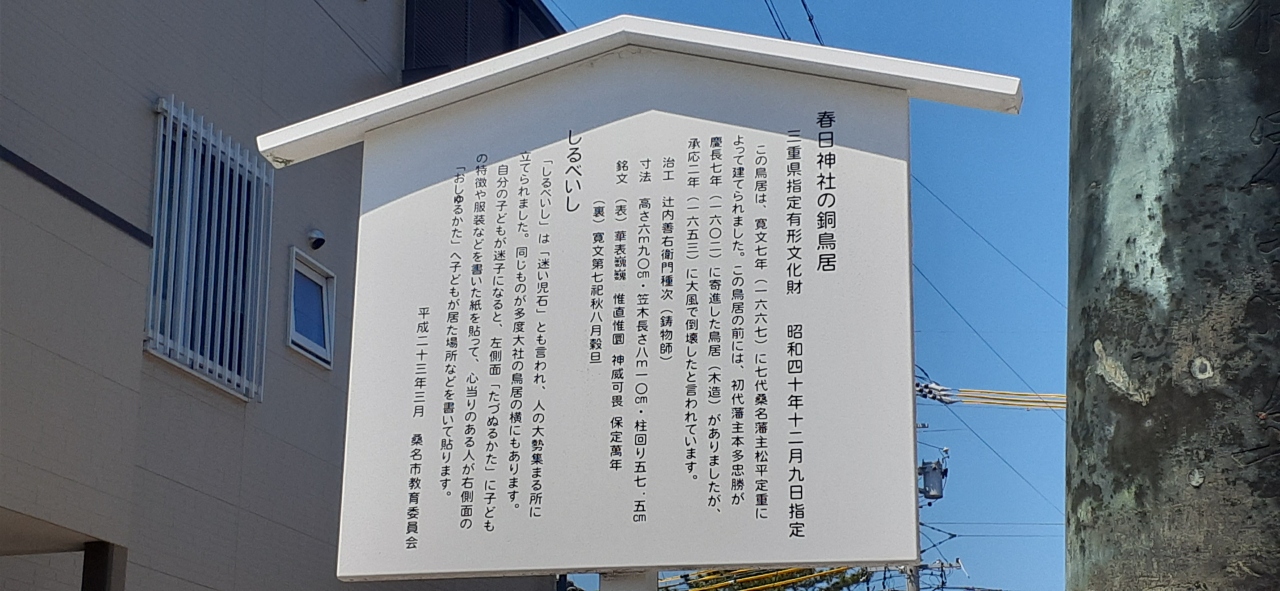 春日神社の銅鳥居
三重県指定有形文化財　昭和四十年十二月九日指定
この鳥居は、寛文七年（一六六七）に七代桑名藩主松平定重に
よって建てられました。この鳥居の前には、初代藩主本多忠勝が
慶長七年（一六〇二）に寄進した鳥居（木造）がありましたが、
承応二年（一六五三）に大風で倒壊したと言われています。
治工　辻内善右衛門種次（鋳物師）
寸法　高さ六m九〇㎝・笠木長さ八m一〇㎝・柱回り五七.五㎝
銘文　（表）華表巍巍　惟直惟圜　神威可畏　保定萬年
（裏）寛文第七祀秋八月穀旦
しるべいし
「しるべいし」は「迷い児石」とも言われ、人の大勢集まる所に
立てられました。同じものが多度大社の鳥居の横にもあります。
自分の子どもが迷子になると、左側面「たづぬるかた」に子ども
の特徴や服装などを書いた紙を貼って、心当りのある人が右側面の
「おしゆるかた」へ子どもが居た場所などを書いて貼ります。
平成二十三年三月　桑名市教育委員会